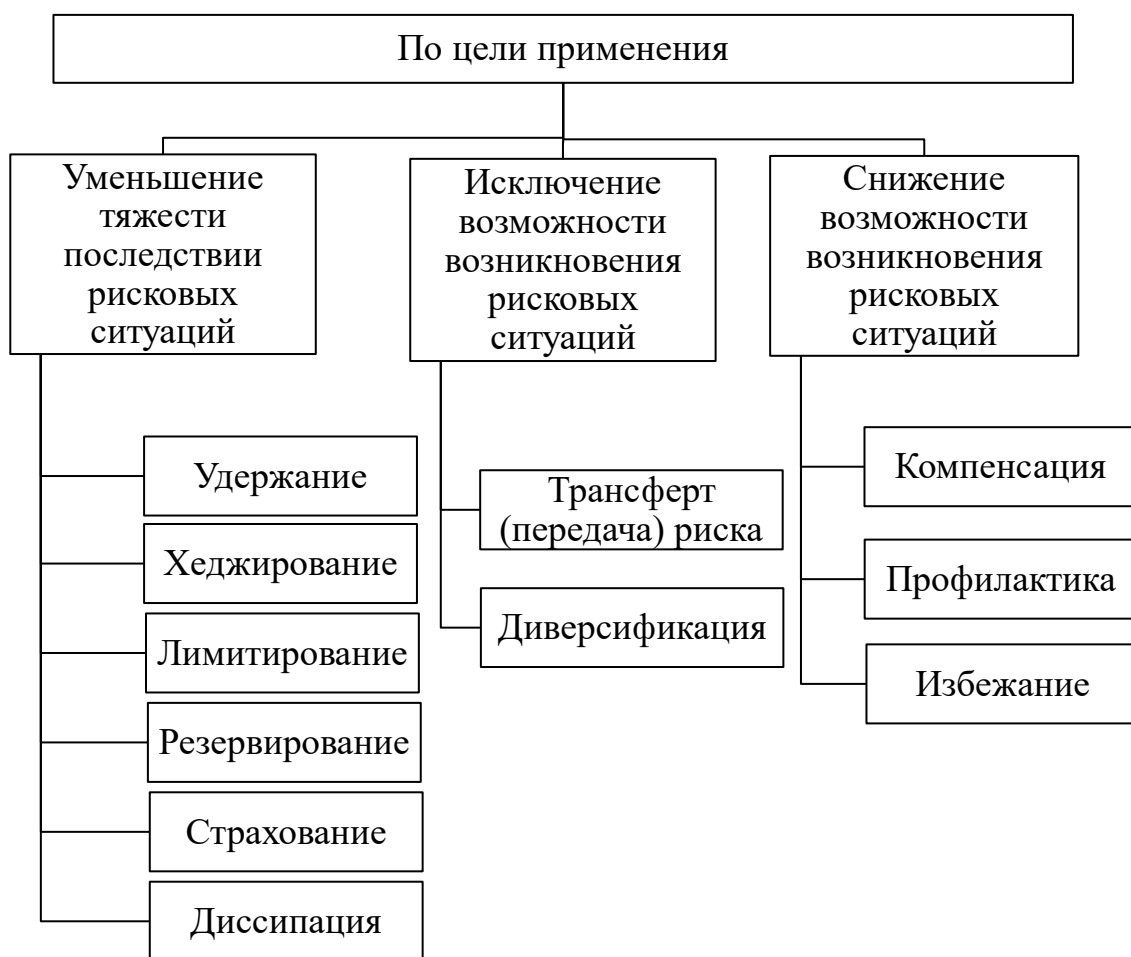 По цели применения
Уменьшение
тяжести
последствии
рисковых
ситуаций
Удержание
Хеджирование
Лимитирование
Резервирование
Страхование
Диссипация
Исключение
возможности
возникновения
рисковых
ситуаций
Трансферт
(передача) риска
Диверсификация
Снижение
возможности
возникновения
рисковых
ситуаций
Компенсация
Профилактика
Избежание